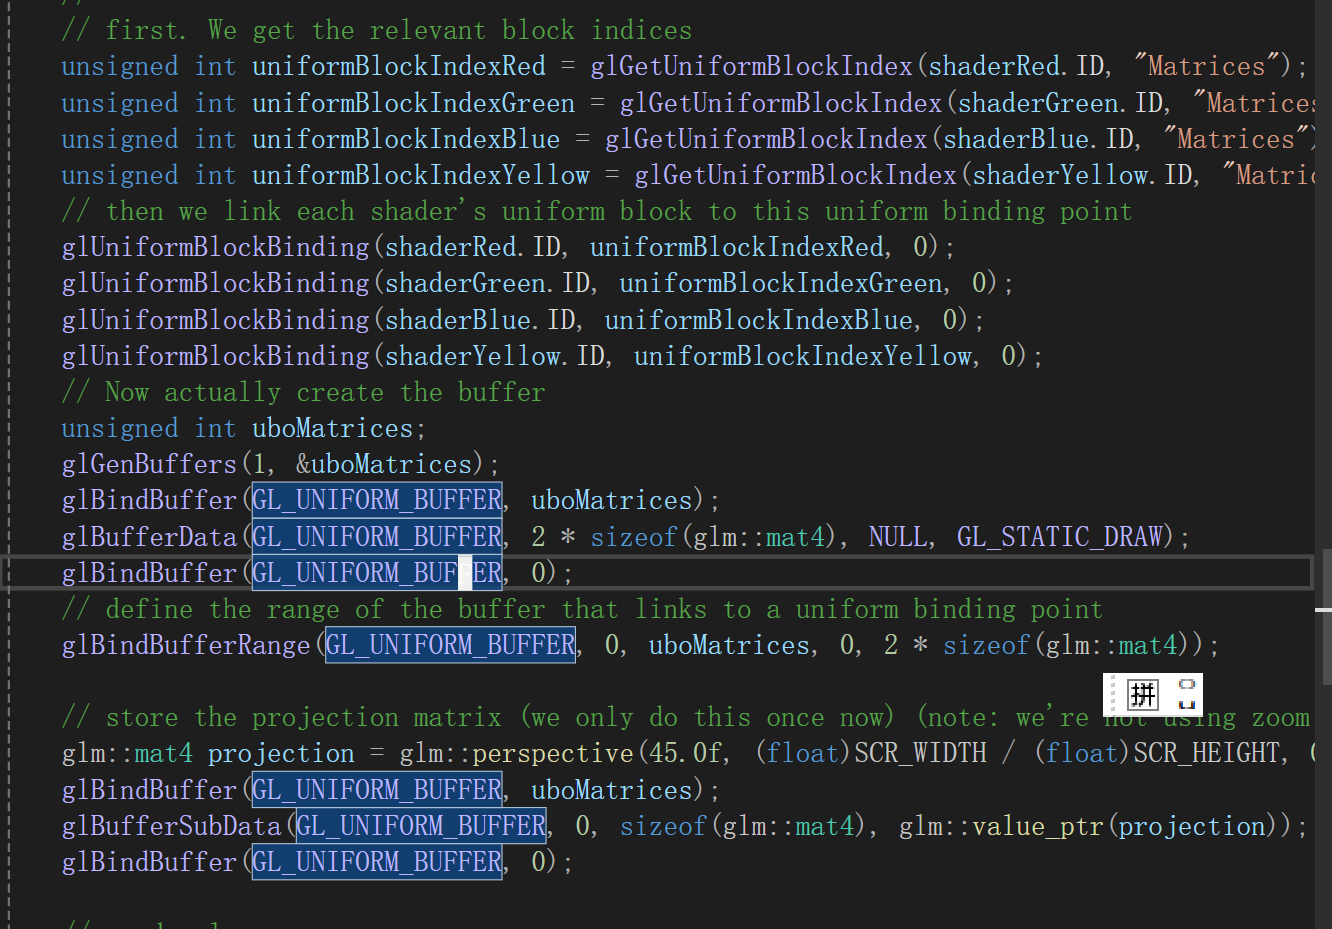 // first. We get the relevant block indices
unsigned int uniformBlockIndexRed = glGetUniformBlockIndex(shaderRed.ID, "Matrices");
unsigned int uniformBlockIndexGreen = glGetUniformBlockIndex(shaderGreen.ID, "Matrices
unsigned int uniformBlockIndexBlue = glGetUniformBlockIndex(shaderBlue.ID, "Matrices")
unsigned int uniformBlockIndexYellow = glGetUniformBlockIndex(shaderYellow.ID, "Matric
// then we link each shader's uniform block to this uniform binding point
glUniformBlockBinding(shaderRed.ID, uniformBlockIndexRed, 0);
glUniformBlockBinding(shaderGreen.ID, uniformBlockIndexGreen, 0);
glUniformBlockBinding(shaderBlue.ID, uniformBlockIndexBlue, 0);
glUniformBlockBinding(shaderYellow.ID, uniformBlockIndexYellow, 0);
// Now actually create the buffer
unsigned int uboMatrices;
glGenBuffers(1, &uboMatrices);
glBindBuffer(GL_UNIFORM_BUFFER, uboMatrices);
glBufferData(GL_UNIFORM_BUFFER, 2 * sizeof(glm::mat4), NULL, GL_STATIC_DRAW);
glBindBuffer(GL_UNIFORM_BUFFER, 0);
// define the range of the buffer that links to a uniform binding point
glBindBufferRange(GL_UNIFORM_BUFFER, 0, uboMatrices, 0, 2 * sizeof(glm::mat4));
拼
// store the projection matrix (we only do this once now) (note: we're not using zoom
glm::mat4 projection = glm::perspective(45.0f, (float)SCR_WIDTH / (float)SCR_HEIGHT,
glBindBuffer(GL_UNIFORM_BUFFER, uboMatrices);
glBufferSubData(GL_UNIFORM_BUFFER, 0, sizeof(glm::mat4), glm::value_ptr(projection));
glBindBuffer(GL_UNIFORM_BUFFER, 0);